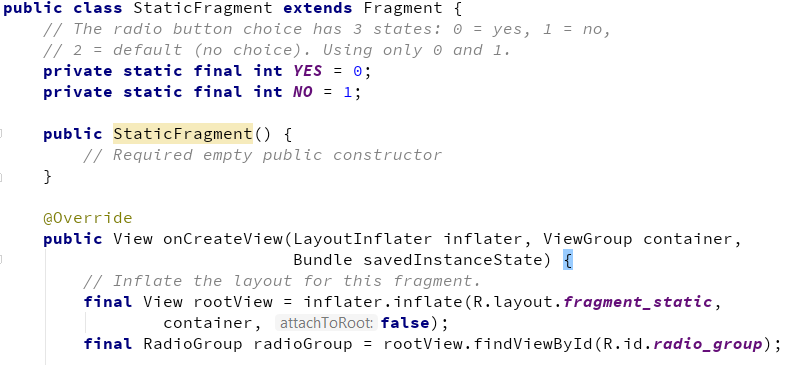 public class StaticFragment extends Fragment {
    // The radio button choice has 3 states: 0 = yes, 1 = no,
    // 2 = default (no choice). Using only 0 and 1.
    private static final int YES = 0;
    private static final int NO = 1;

    public StaticFragment() {
        // Required empty public constructor
    }

    @Override
    public View onCreateView(LayoutInflater inflater, ViewGroup container,
                             Bundle savedInstanceState) {
        // Inflate the layout for this fragment.
        final View rootView = inflater.inflate(R.layout.fragment_static,
                container, attachToRoot: false);
        final RadioGroup radioGroup = rootView.findViewById(R.id.radio_group);